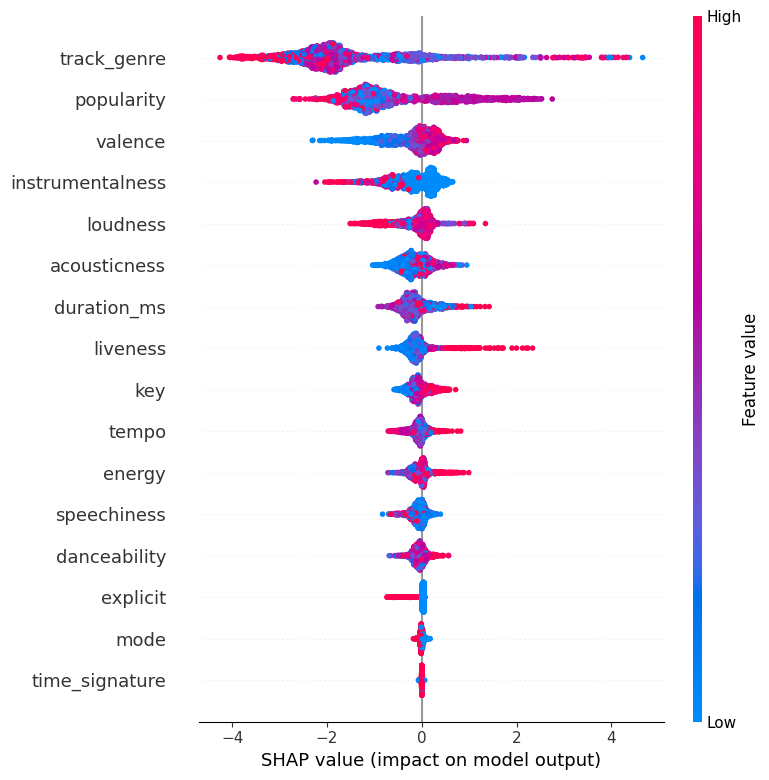 High
track_genre
popularity
valence
instrumentalness
loudness
acousticness
duration_ms
liveness
key
tempo
energy
speechiness
danceability
explicit
mode
time_signature
Feature value
Low
−4 −2 0 2 4
SHAP value (impact on model output)